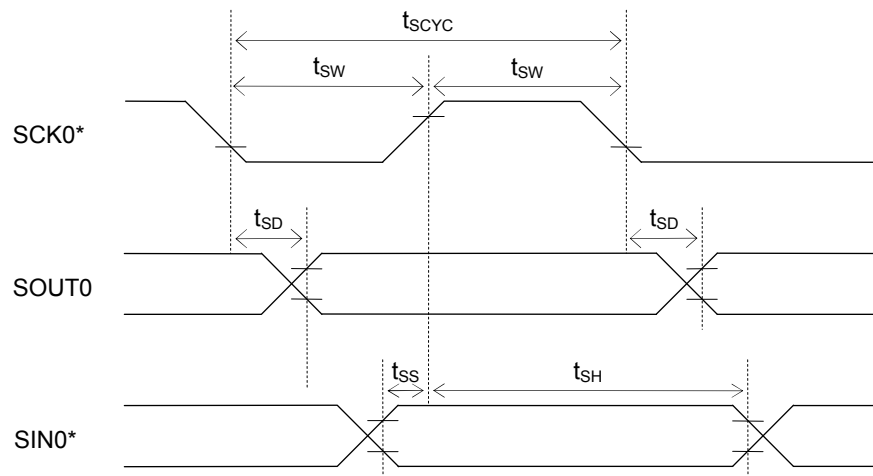 tSCYC
tSW tSW
SCK0*
tSD tSD
SOUT0
tSS tSH
SIN0*